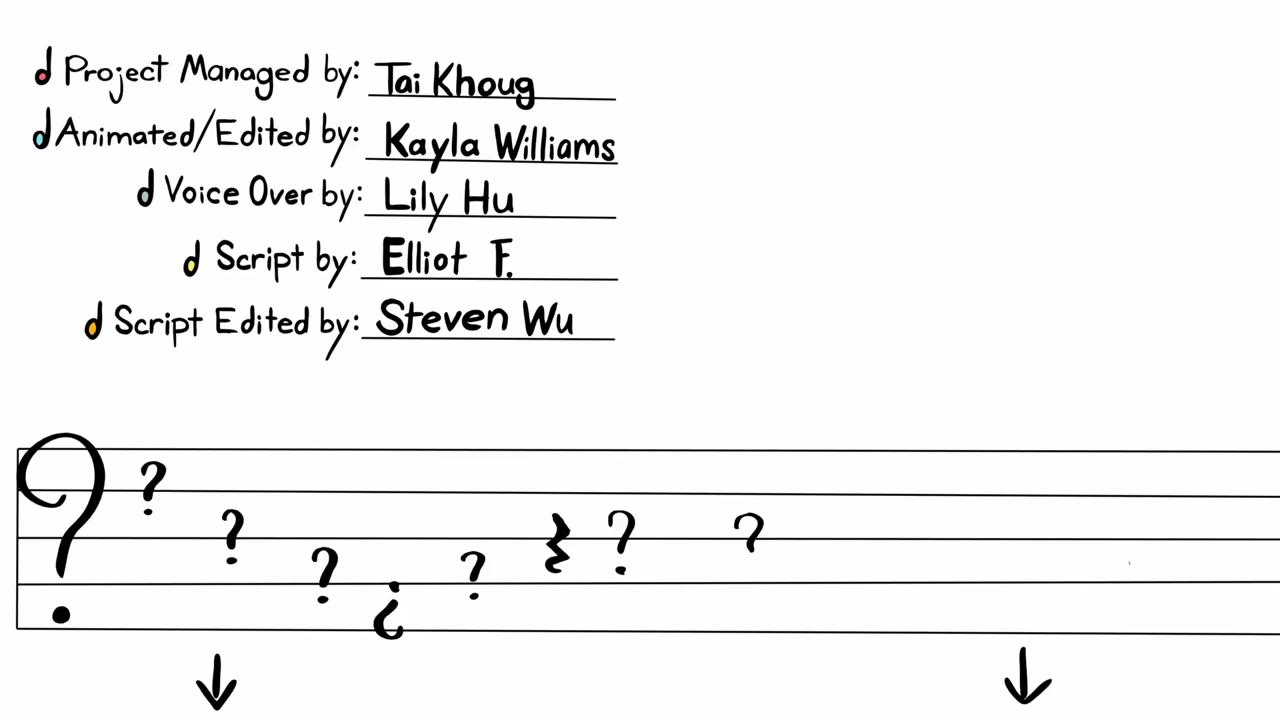 Project Managed by: Tai Khoug
Animated/Edited by: Kayla Williams
Voice Over by: Lily Hu
Script by: Elliot F.
Script Edited by: Steven Wu
? ? ? ? ¿ ? ? ?